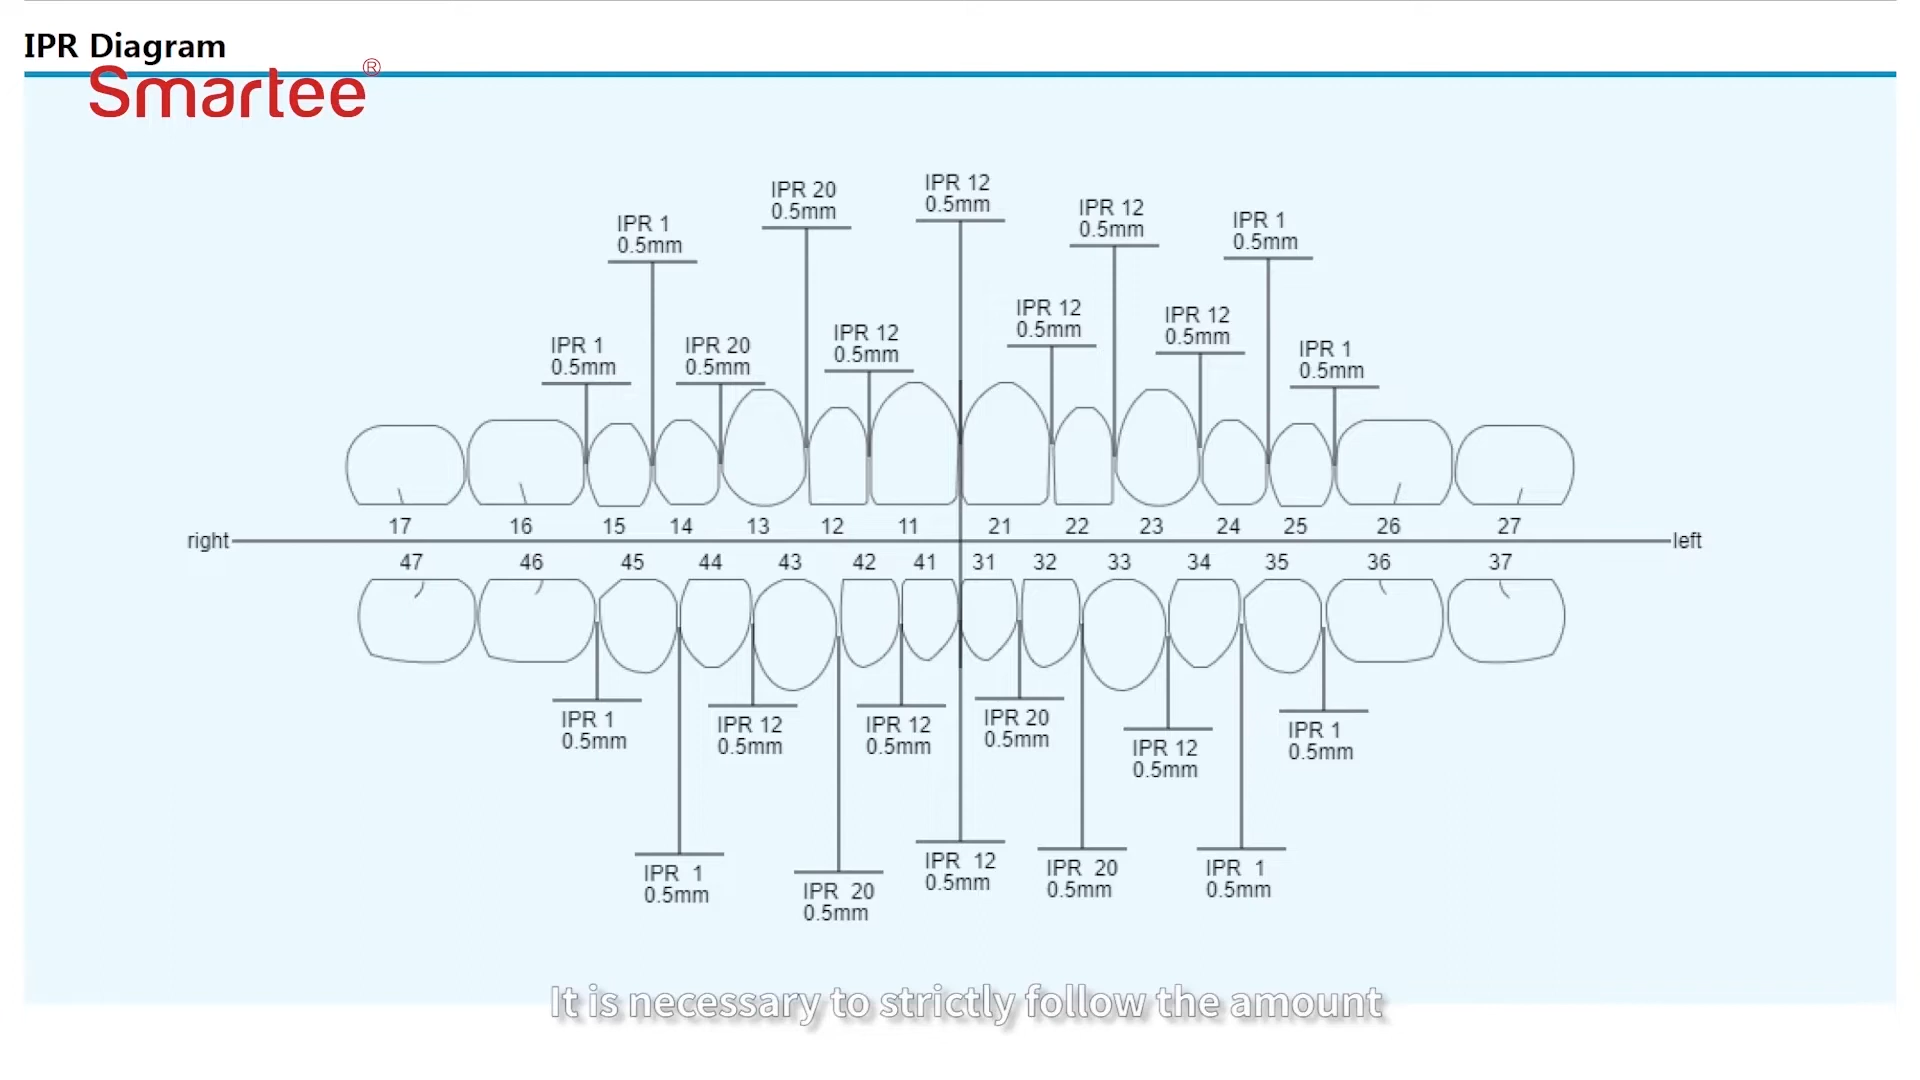 IPR Diagram
Smartee®
IPR 12
0.5mm
IPR 20
0.5mm
IPR 12
0.5mm
IPR 1
0.5mm
IPR 1
0.5mm
IPR 12
0.5mm
IPR 12
0.5mm
IPR 12
0.5mm
IPR 1
0.5mm
IPR 20
0.5mm
IPR 1
0.5mm
17 16 15 14 13 12 11 21 22 23 24 25 26 27
right left
47 46 45 44 43 42 41 31 32 33 34 35 36 37
IPR 1
0.5mm
IPR 12
0.5mm
IPR 12
0.5mm
IPR 20
0.5mm
IPR 12
0.5mm
IPR 1
0.5mm
IPR 1
0.5mm
IPR 20
0.5mm
IPR 12
0.5mm
IPR 20
0.5mm
IPR 1
0.5mm
It is necessary to strictly follow the amount